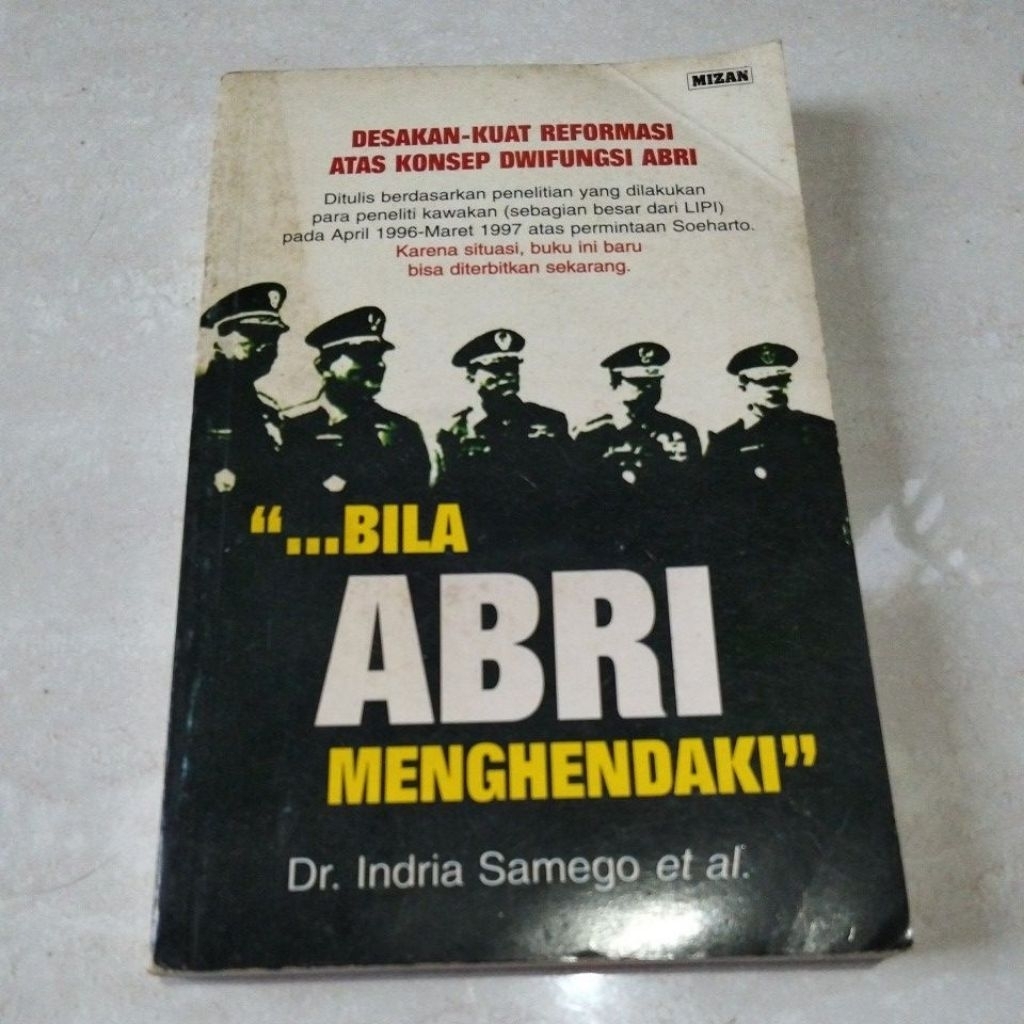 MIZAN
DESAKAN-KUAT REFORMASI
ATAS KONSEP DWIFUNGSI ABRI
Ditulis berdasarkan penelitian yang dilakukan
para peneliti kawakan (sebagian besar dari LIPI)
pada April 1996-Maret 1997 atas permintaan Soeharto.
Karena situasi, buku ini baru
bisa diterbitkan sekarang.
“...BILA
ABRI
MENGHENDAKI”
Dr. Indria Samego et al.